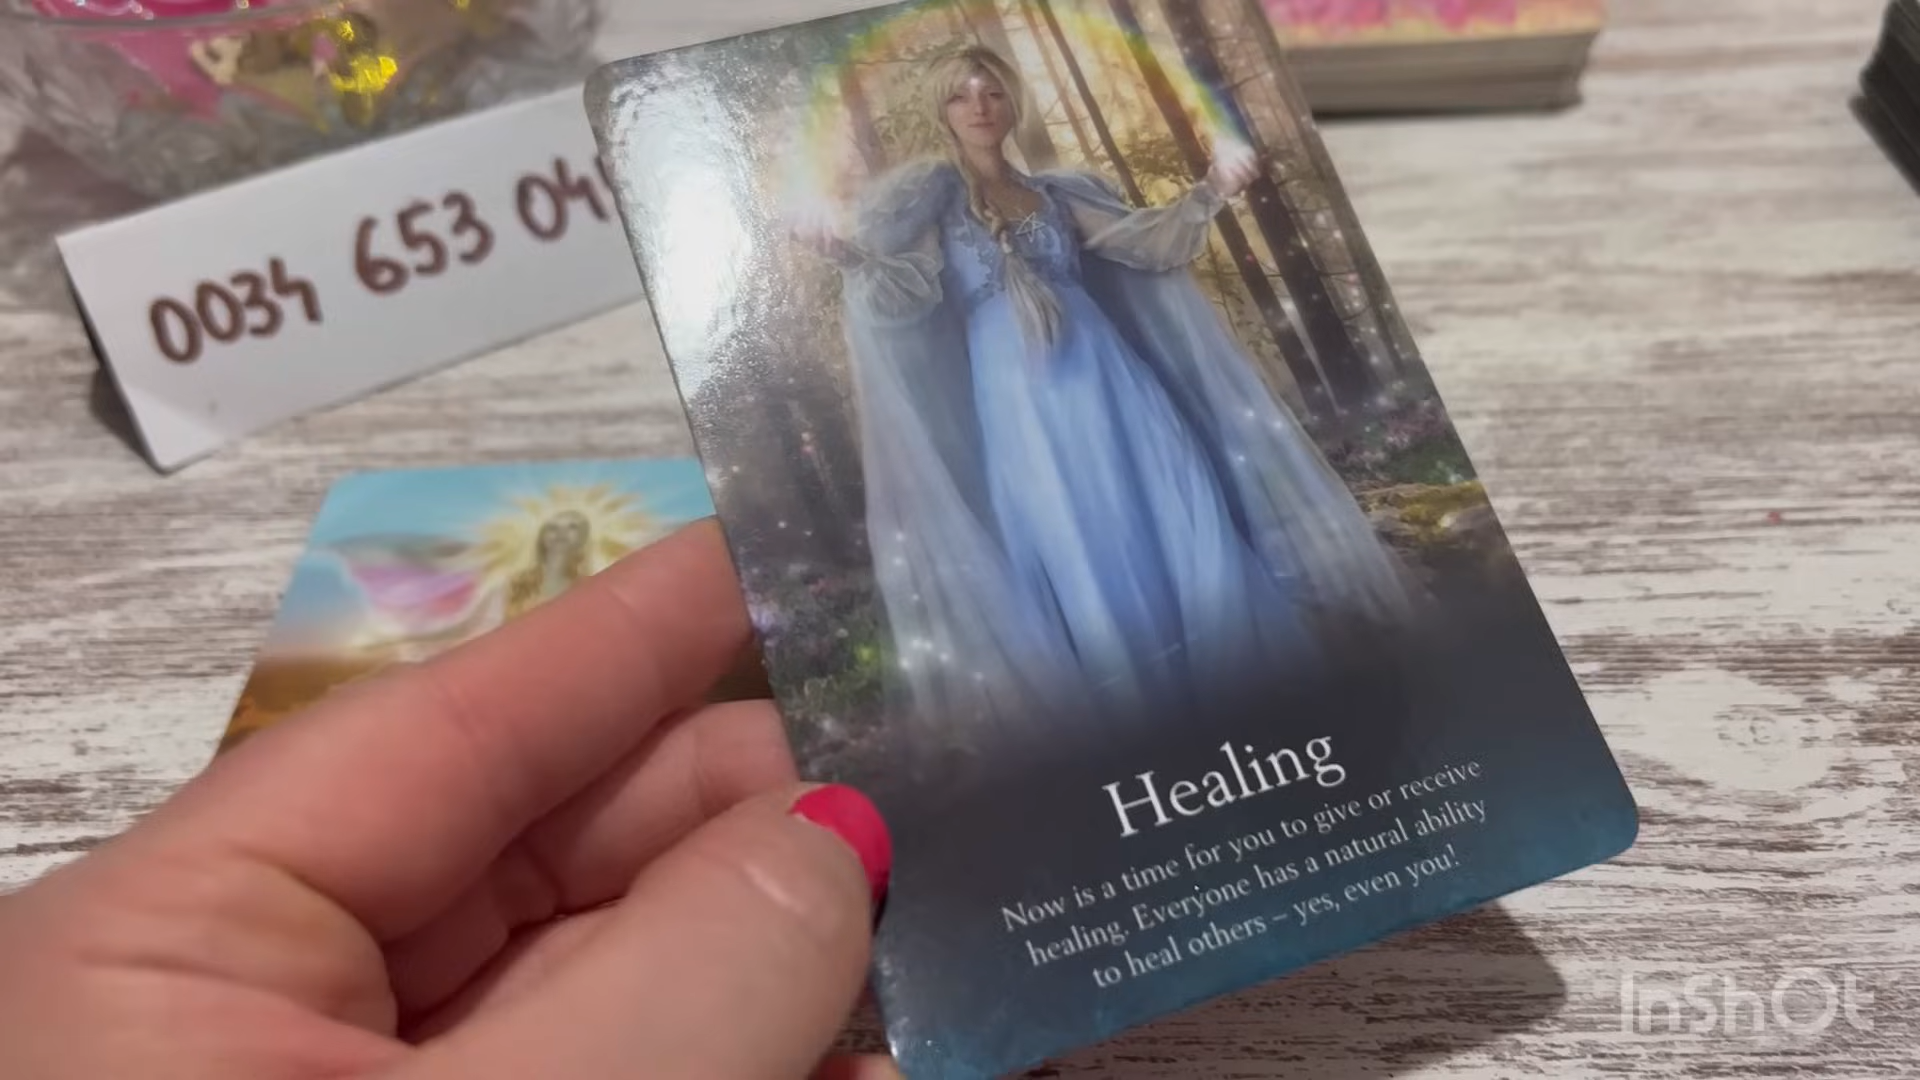 0034 653 04
Healing
Now is a time for you to give or receive
healing. Everyone has a natural ability
to heal others – yes, even you!
InShOt